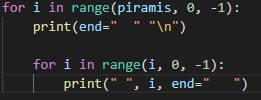 for i in range(piramis, 0, -1):
    print(end="  " "\n")
    for i in range(i, 0, -1):
        print(" ", i, end="   ")